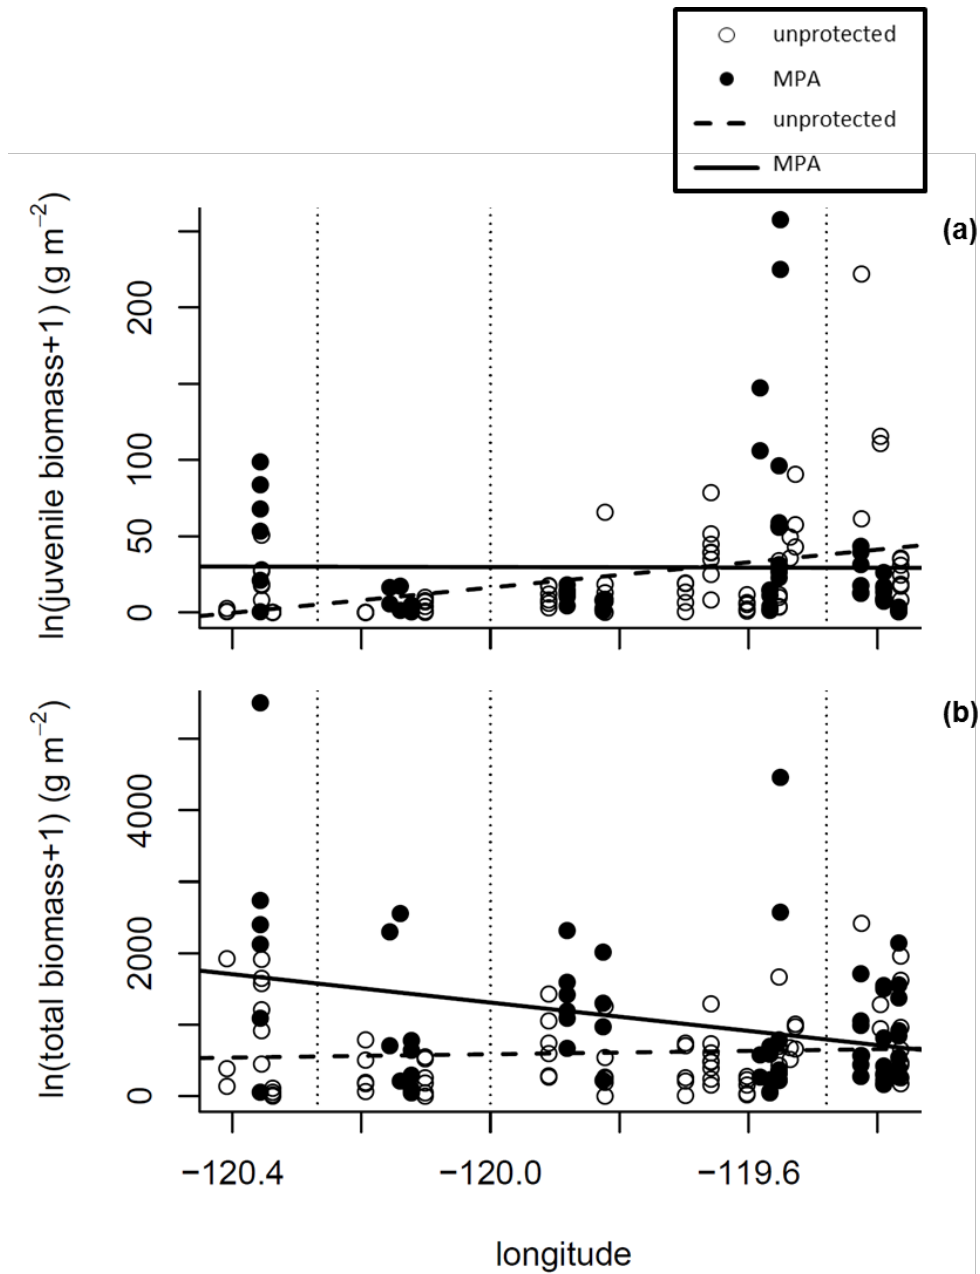 unprotected
MPA
unprotected
MPA
(a)
ln(juvenile biomass+1) (g m⁻²)
200
100
50
0
(b)
ln(total biomass+1) (g m⁻²)
4000
2000
0
−120.4 −120.0 −119.6
longitude